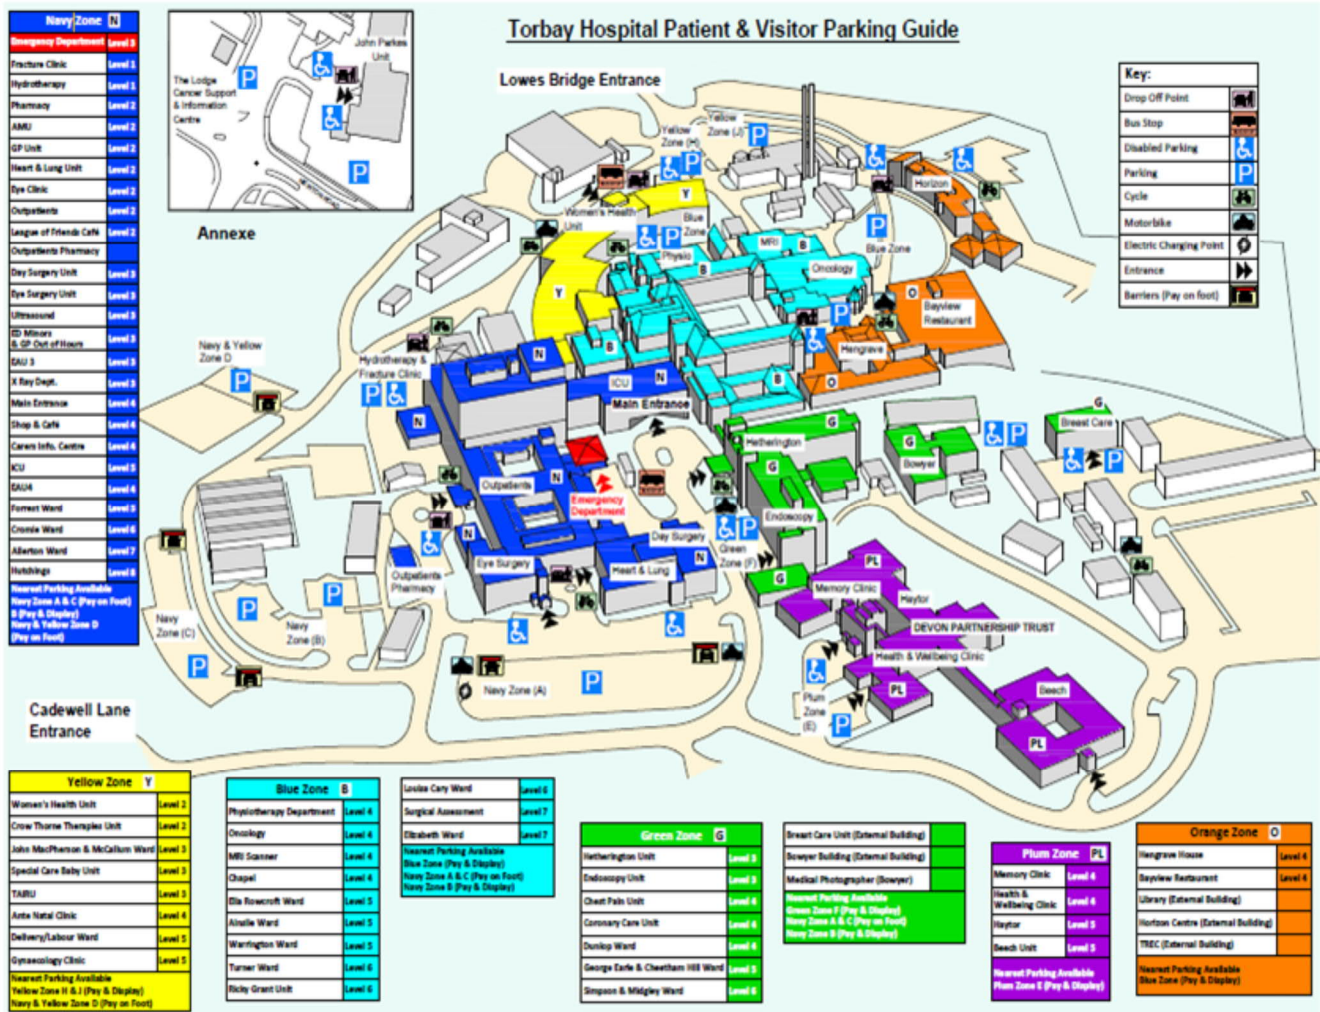 Torbay Hospital Patient & Visitor Parking Guide
Navy Zone N
Emergency Department Level 3
Fracture Clinic Level 1
Hydrotherapy Level 1
Pharmacy Level 2
AMU Level 2
GP Unit Level 2
Heart & Lung Unit Level 2
Eye Clinic Level 2
Outpatients Level 2
League of Friends Café Level 2
Outpatients Pharmacy
Day Surgery Unit Level 3
Eye Surgery Unit Level 3
Ultrasound Level 3
ED Minors
& GP Out of Hours Level 3
EAU 3 Level 3
X Ray Dept. Level 3
Main Entrance Level 4
Shop & Café Level 4
Carers Info. Centre Level 4
ICU Level 5
EAU4 Level 4
Forrest Ward Level 5
Cromie Ward Level 6
Allerton Ward Level 7
Hutchings Level 8
Nearest Parking Available
Navy Zone A & C (Pay on Foot)
B (Pay & Display)
Navy & Yellow Zone D
(Pay on Foot)
John Parkes
Unit
The Lodge
Cancer Support
& Information
Centre
Annexe
Lowes Bridge Entrance
Key:
Drop Off Point
Bus Stop
Disabled Parking
Parking
Cycle
Motorbike
Electric Charging Point
Entrance
Barriers (Pay on foot)
Yellow
Zone (H)
Yellow
Zone (J)
Women's Health
Unit
Blue
Zone
Physio
MRI
Oncology
Blue Zone
Horizon
Bayview
Restaurant
Hengrave
Navy & Yellow
Zone D
Hydrotherapy &
Fracture Clinic
ICU
Main Entrance
Hetherington
Bowyer
Breast Care
Outpatients
Emergency
Department
Endoscopy
Day Surgery
Green
Zone (F)
Eye Surgery
Heart & Lung
Outpatients
Pharmacy
Memory Clinic
Haytor
DEVON PARTNERSHIP TRUST
Health & Wellbeing Clinic
Beech
Plum
Zone
(E)
Navy
Zone (C)
Navy
Zone (B)
Navy Zone (A)
Cadewell Lane
Entrance
Yellow Zone Y
Women's Health Unit Level 2
Crow Thorne Therapies Unit Level 2
John MacPherson & McCallum Ward Level 3
Special Care Baby Unit Level 3
TAIRU Level 3
Ante Natal Clinic Level 4
Delivery/Labour Ward Level 5
Gynaecology Clinic Level 5
Nearest Parking Available
Yellow Zone H & J (Pay & Display)
Navy & Yellow Zone D (Pay on Foot)
Blue Zone B
Physiotherapy Department Level 4
Oncology Level 4
MRI Scanner Level 4
Chapel Level 4
Ella Rowcroft Ward Level 5
Ainslie Ward Level 5
Warrington Ward Level 5
Turner Ward Level 6
Ricky Grant Unit Level 6
Louisa Cary Ward Level 6
Surgical Assessment Level 7
Elizabeth Ward Level 7
Nearest Parking Available
Blue Zone (Pay & Display)
Navy Zones A & C (Pay on Foot)
Navy Zone B (Pay & Display)
Green Zone G
Hetherington Unit Level 3
Endoscopy Unit Level 3
Chest Pain Unit Level 4
Coronary Care Unit Level 4
Dunlop Ward Level 4
George Earle & Cheetham Hill Ward Level 5
Simpson & Midgley Ward Level 6
Breast Care Unit (External Building)
Bowyer Building (External Building)
Medical Photographer (Bowyer)
Nearest Parking Available
Green Zone F (Pay & Display)
Navy Zones A & C (Pay on Foot)
Navy Zone B (Pay & Display)
Plum Zone PL
Memory Clinic Level 4
Health &
Wellbeing Clinic Level 4
Haytor Level 5
Beech Unit Level 5
Nearest Parking Available
Plum Zone E (Pay & Display)
Orange Zone O
Hengrave House Level 4
Bayview Restaurant Level 4
Library (External Building)
Horizon Centre (External Building)
TREC (External Building)
Nearest Parking Available
Blue Zone (Pay & Display)